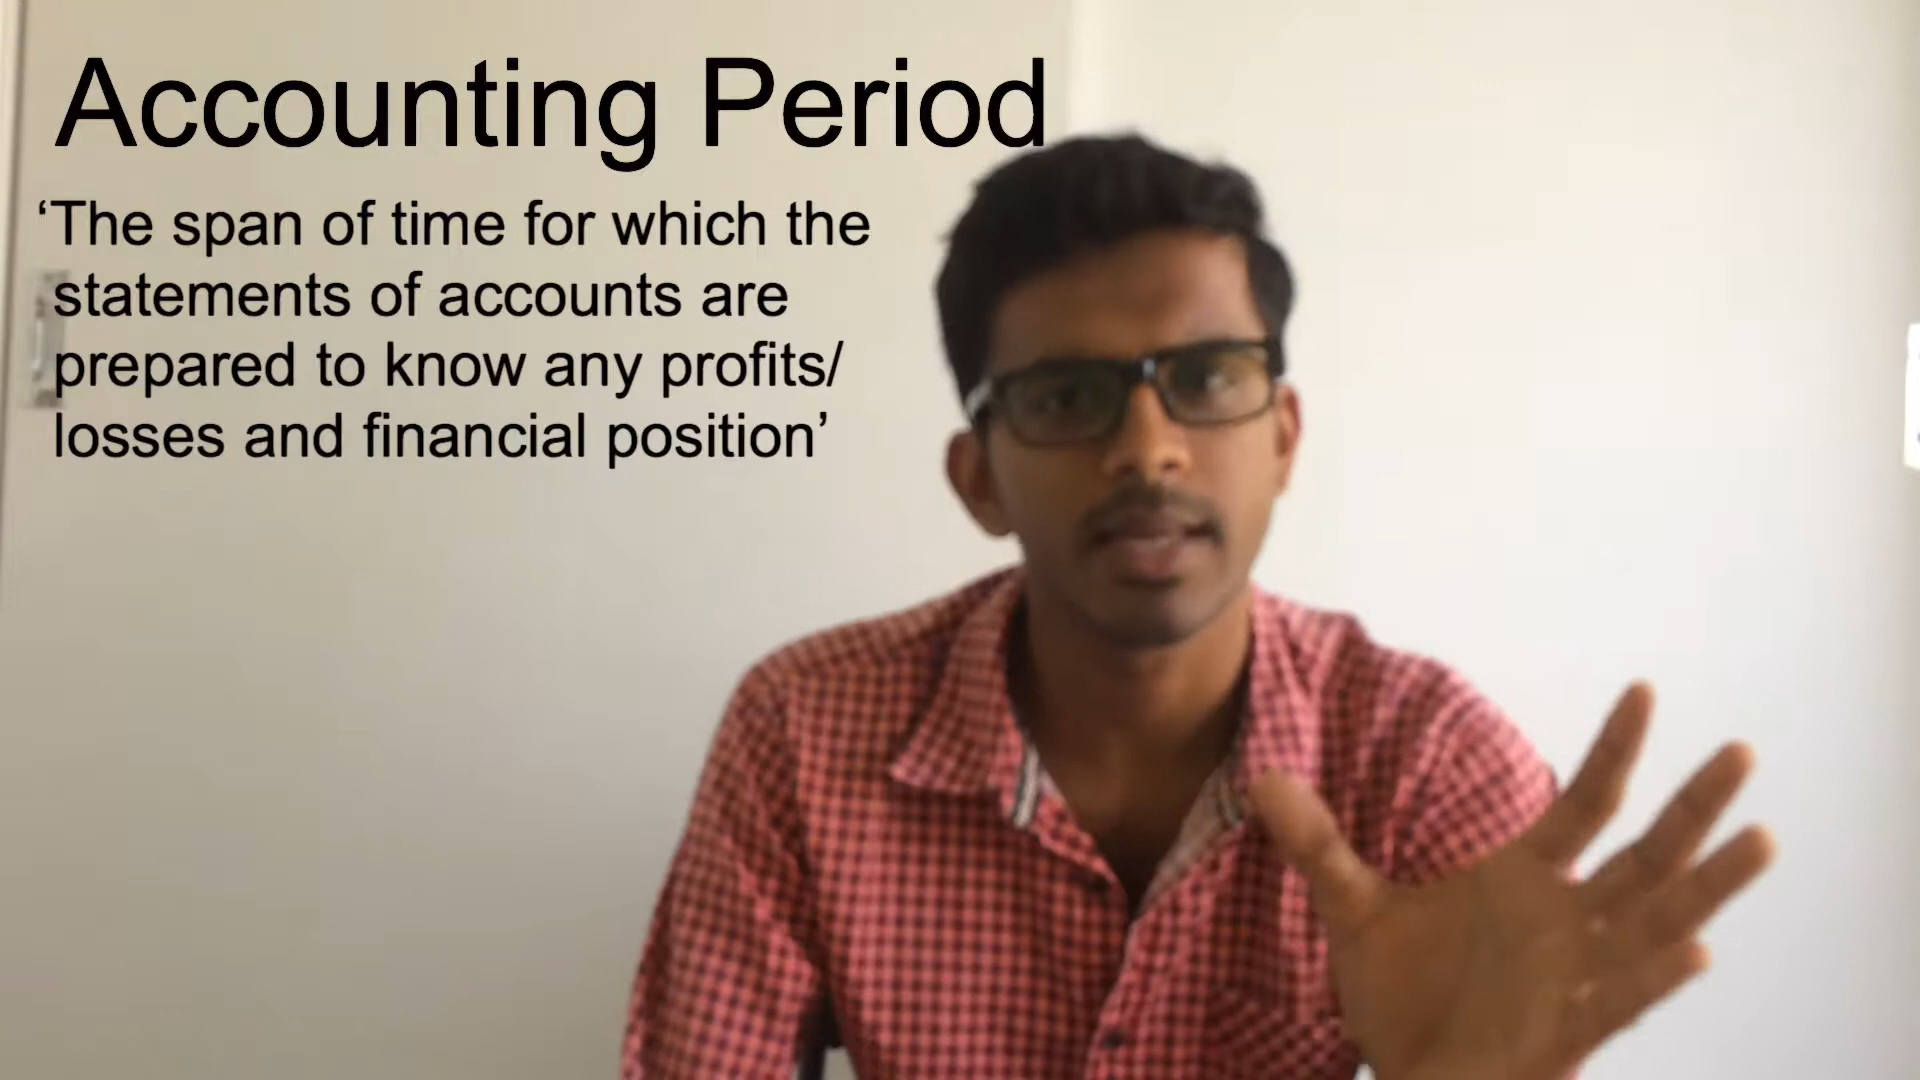 Accounting Period
‘The span of time for which the
statements of accounts are
prepared to know any profits/
losses and financial position’